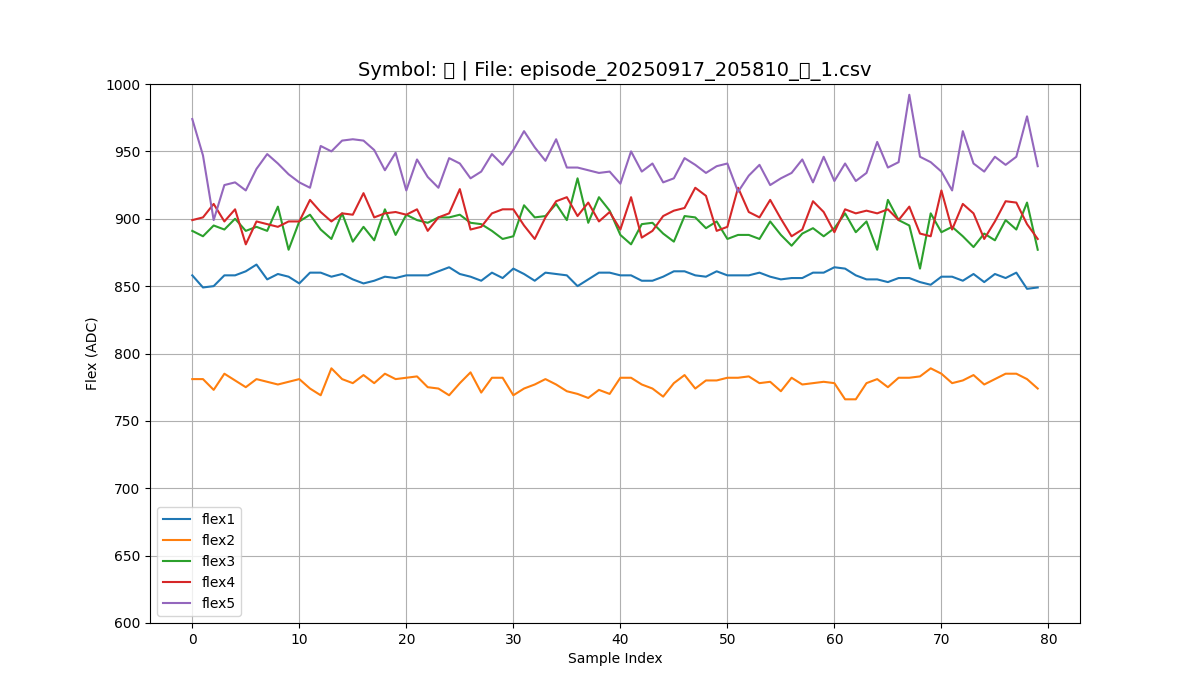 Symbol: | File: episode_20250917_205810_ _1.csv
1000
950
900
850
800
750
700
650
600
Flex (ADC)
flex1
flex2
flex3
flex4
flex5
0 10 20 30 40 50 60 70 80
Sample Index